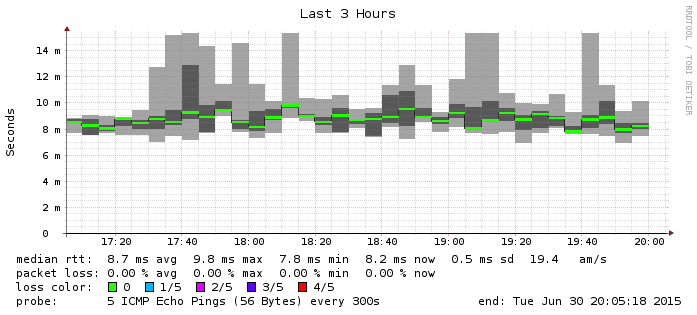 Last 3 Hours
RRDTOOL / TOBI OETIKER
Seconds
14 m
12 m
10 m
8 m
6 m
4 m
2 m
0
17:20 17:40 18:00 18:20 18:40 19:00 19:20 19:40 20:00
median rtt: 8.7 ms avg 9.8 ms max 7.8 ms min 8.2 ms now 0.5 ms sd 19.4 am/s
packet loss: 0.00 % avg 0.00 % max 0.00 % min 0.00 % now
loss color: 0 1/5 2/5 3/5 4/5
probe: 5 ICMP Echo Pings (56 Bytes) every 300s end: Tue Jun 30 20:05:18 2015